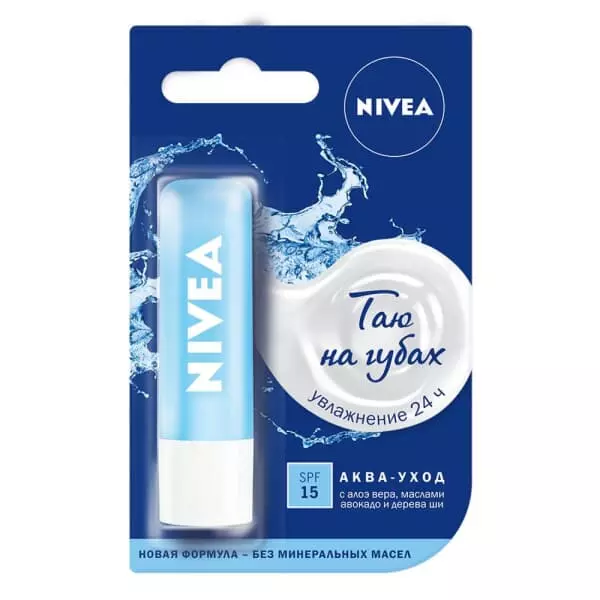 NIVEA
NIVEA
Таю
на губах
увлажнение 24 ч
SPF
15
АКВА-УХОД
с алоэ вера, маслами
авокадо и дерева ши
НОВАЯ ФОРМУЛА – БЕЗ МИНЕРАЛЬНЫХ МАСЕЛ